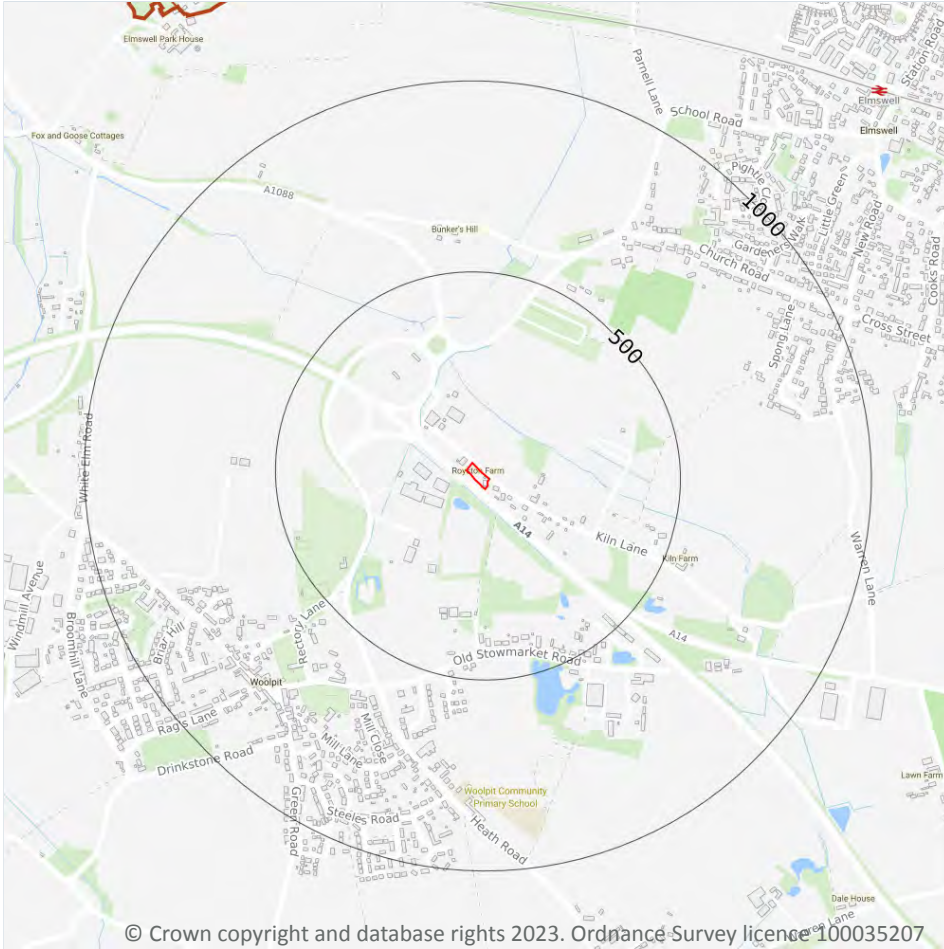 Elmswell Park House
Station Road
Parnell Lane
Elmswell
School Road
Elmswell
Fox and Goose Cottages
Pightle
Little Green
A1088
1000
New Road
Bunker's Hill
Gardeners Walk
Church Road
Cooks Road
500
Cross Street
Spong Lane
White Elm Road
Royston Farm
A14
Kiln Lane
Kiln Farm
Warren Lane
Windmill Avenue
Broomhill Lane
Briar Hill
Rectory Lane
A14
Old Stowmarket Road
Woolpit
Rags Lane
Mill Close
Mill Lane
Drinkstone Road
Lawn Farm
Woolpit Community
Primary School
Green Road
Steeles Road
Heath Road
Dale House
Warren Lane
© Crown copyright and database rights 2023. Ordnance Survey licence 100035207.